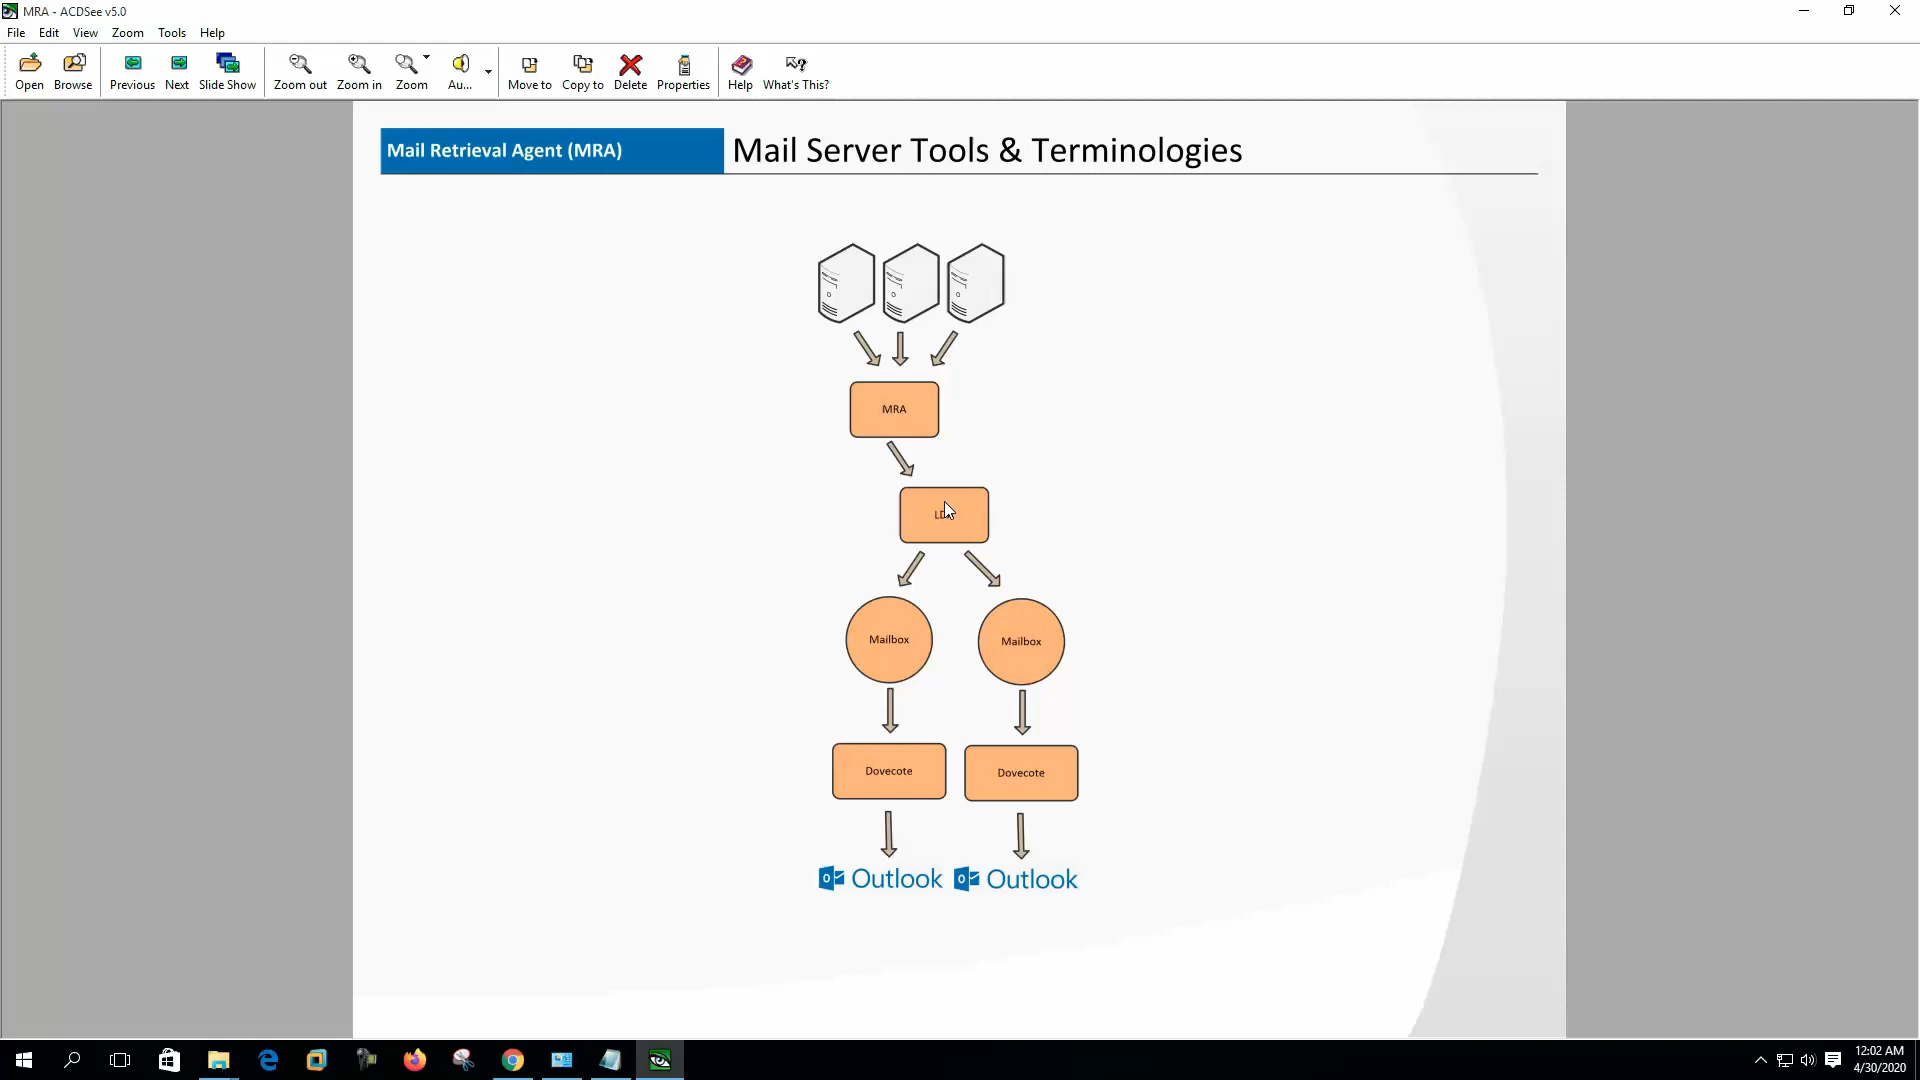 MRA - ACDSee v5.0
File Edit View Zoom Tools Help
Open Browse Previous Next Slide Show Zoom out Zoom in Zoom Au... Move to Copy to Delete Properties Help What's This?
Mail Retrieval Agent (MRA) Mail Server Tools & Terminologies
MRA
Mailbox Mailbox
Dovecote Dovecote
Outlook Outlook
12:02 AM
4/30/2020